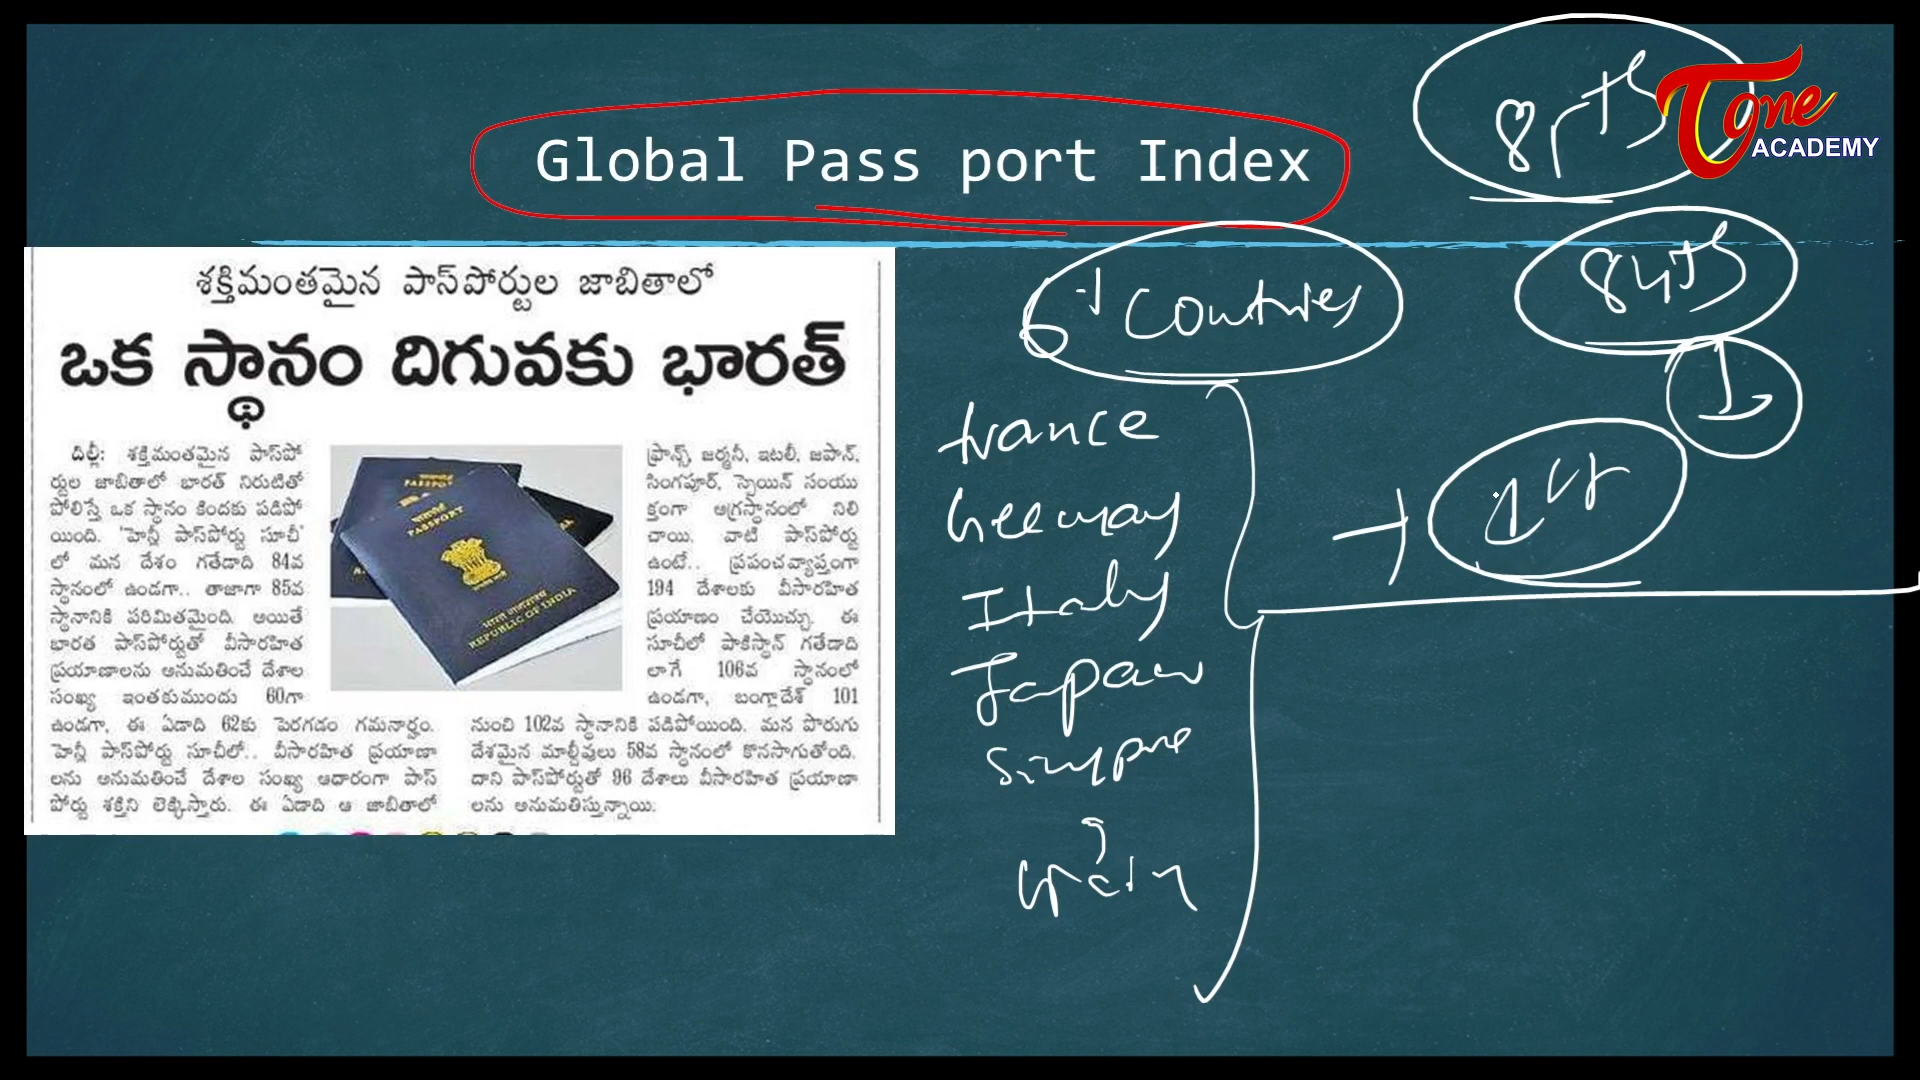 Global Pass port Index
Tone
ACADEMY
85th
84th
6 Countries
శక్తిమంతమైన పాస్‌పోర్టుల జాబితాలో
ఒక స్థానం దిగువకు భారత్
దిల్లీ: శక్తిమంతమైన పాస్‌పో
ర్టుల జాబితాలో భారత్ నిరుటితో
పోలిస్తే ఒక స్థానం కిందకు పడిపో
యింది. 'హెన్లీ పాస్‌పోర్టు సూచీ'
లో మన దేశం గతేడాది 84వ
స్థానంలో ఉండగా.. తాజాగా 85వ
స్థానానికి పరిమితమైంది. అయితే
భారత పాస్‌పోర్టుతో వీసారహిత
ప్రయాణాలను అనుమతించే దేశాల
సంఖ్య ఇంతకుముందు 60గా
ఉండగా, ఈ ఏడాది 62కు పెరగడం గమనార్హం.
హెన్లీ పాస్‌పోర్టు సూచీలో.. వీసారహిత ప్రయాణా
లను అనుమతించే దేశాల సంఖ్య ఆధారంగా పాస్
పోర్టు శక్తిని లెక్కిస్తారు. ఈ ఏడాది ఆ జాబితాలో
PASSPORT
REPUBLIC OF INDIA
ఫ్రాన్స్, జర్మనీ, ఇటలీ, జపాన్,
సింగపూర్, స్పెయిన్ సంయు
క్తంగా అగ్రస్థానంలో నిలి
చాయి. వాటి పాస్‌పోర్టు
ఉంటే.. ప్రపంచవ్యాప్తంగా
194 దేశాలకు వీసారహిత
ప్రయాణం చేయొచ్చు. ఈ
సూచీలో పాకిస్థాన్ గతేడాది
లాగే 106వ స్థానంలో
ఉండగా, బంగ్లాదేశ్ 101
నుంచి 102వ స్థానానికి పడిపోయింది. మన పొరుగు
దేశమైన మాల్దీవులు 58వ స్థానంలో కొనసాగుతోంది.
దాని పాస్‌పోర్టుతో 96 దేశాలు వీసారహిత ప్రయాణా
లను అనుమతిస్తున్నాయి.
France
Germany
Italy
Japan
Singpore
Spain